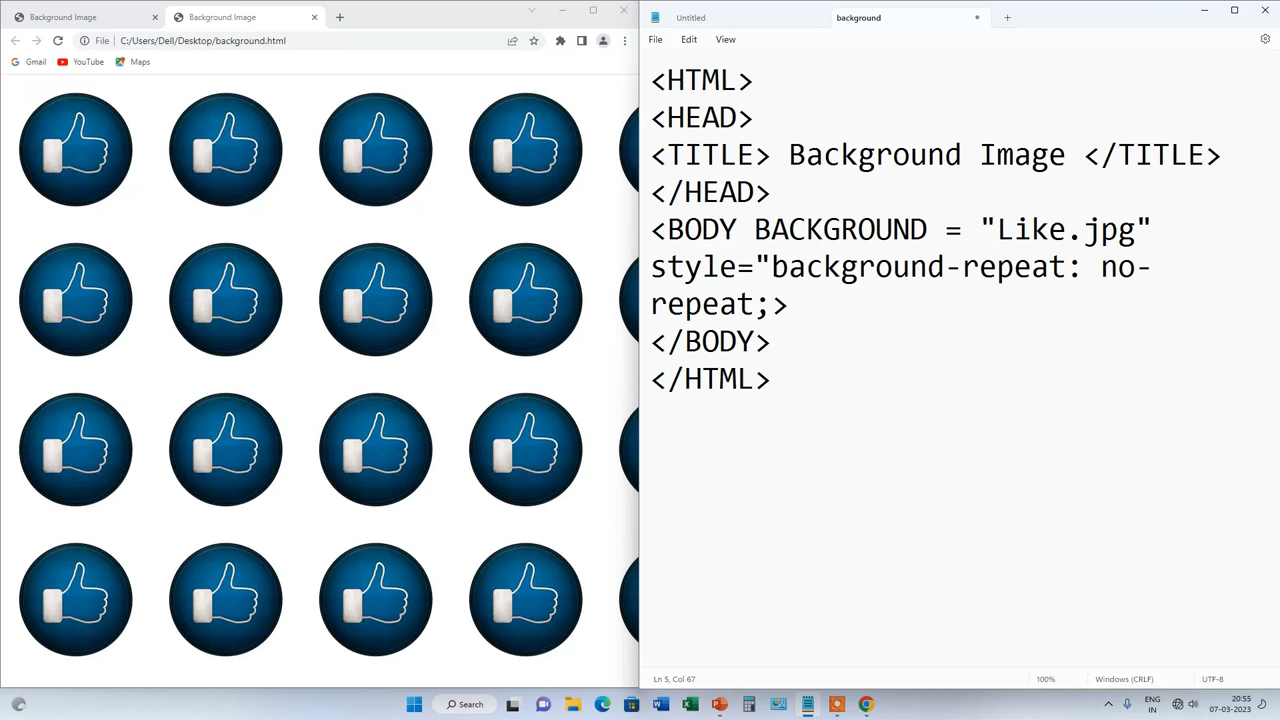 Background Image
Background Image
File
C:/Users/Dell/Desktop/background.html
Gmail
YouTube
Maps
Untitled
background
File
Edit
View
<HTML>
<HEAD>
<TITLE> Background Image </TITLE>
</HEAD>
<BODY BACKGROUND = "Like.jpg"
style="background-repeat: no-
repeat;>
</BODY>
</HTML>
Ln 5, Col 67
100%
Windows (CRLF)
UTF-8
Search
ENG
IN
20:55
07-03-2023